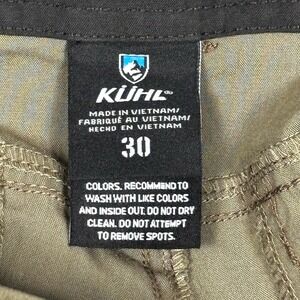 KÜHL
MADE IN VIETNAM/
FABRIQUÉ AU VIETNAM/
HECHO EN VIETNAM
30
COLORS. RECOMMEND TO
WASH WITH LIKE COLORS
AND INSIDE OUT. DO NOT DRY
CLEAN. DO NOT ATTEMPT
TO REMOVE SPOTS.